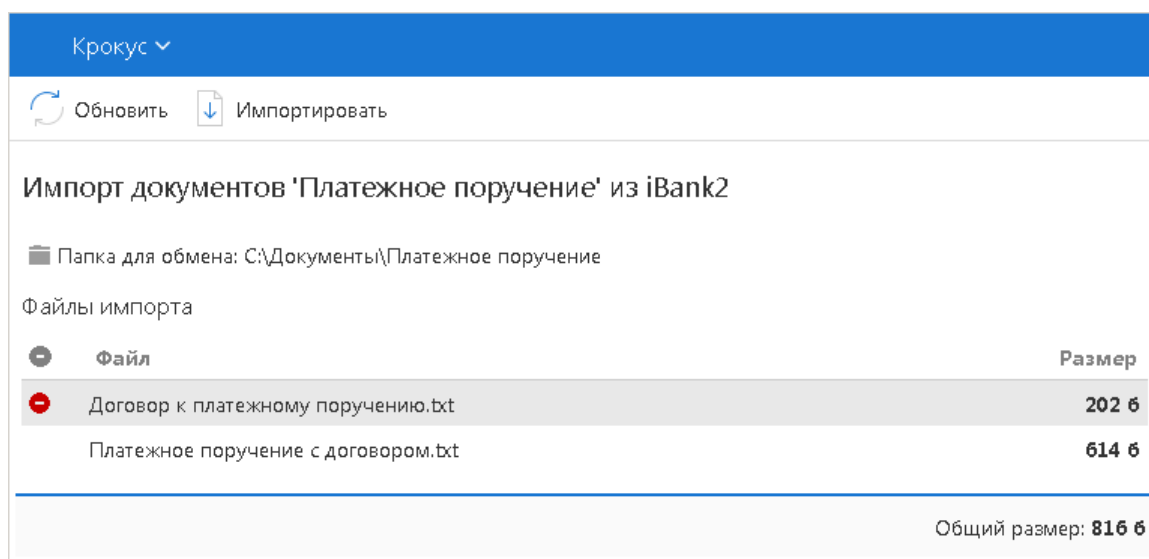 Крокус
Обновить Импортировать
Импорт документов 'Платежное поручение' из iBank2
Папка для обмена: C:\Документы\Платежное поручение
Файлы импорта
Файл Размер
Договор к платежному поручению.txt 202 б
Платежное поручение с договором.txt 614 б
Общий размер: 816 б